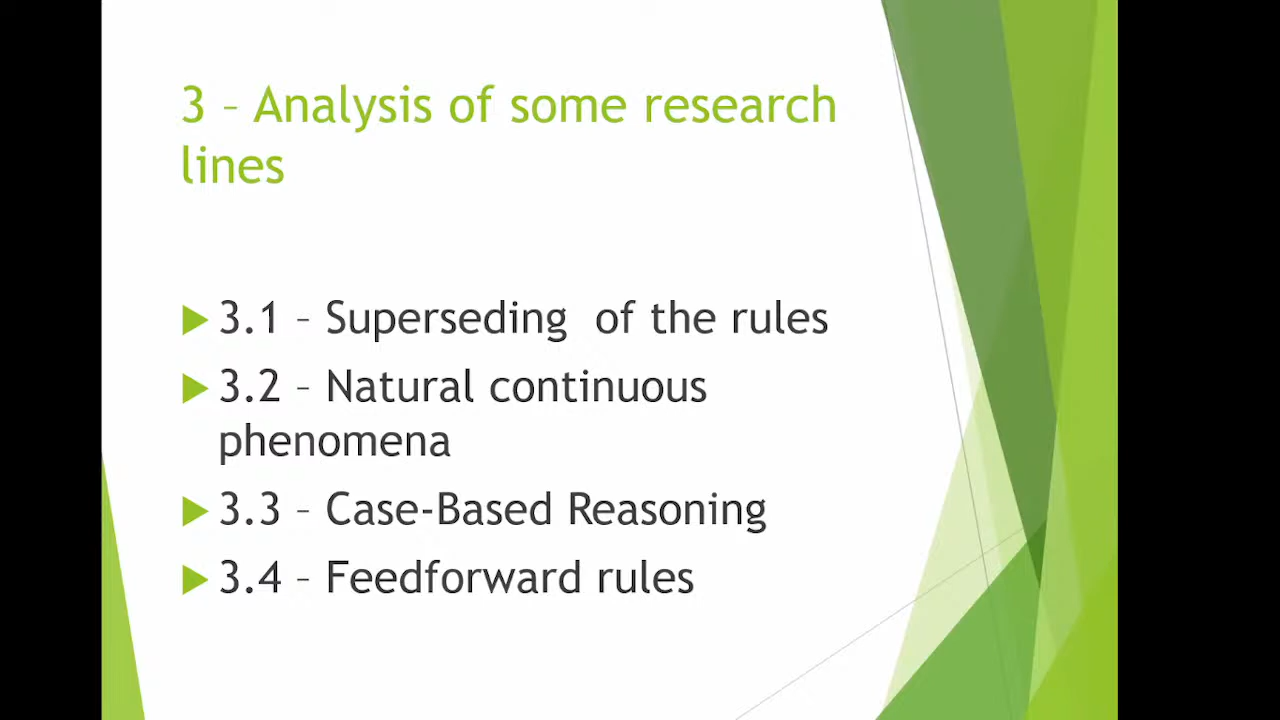 3 – Analysis of some research
lines
3.1 – Superseding  of the rules
3.2 – Natural continuous
phenomena
3.3 – Case-Based Reasoning
3.4 – Feedforward rules